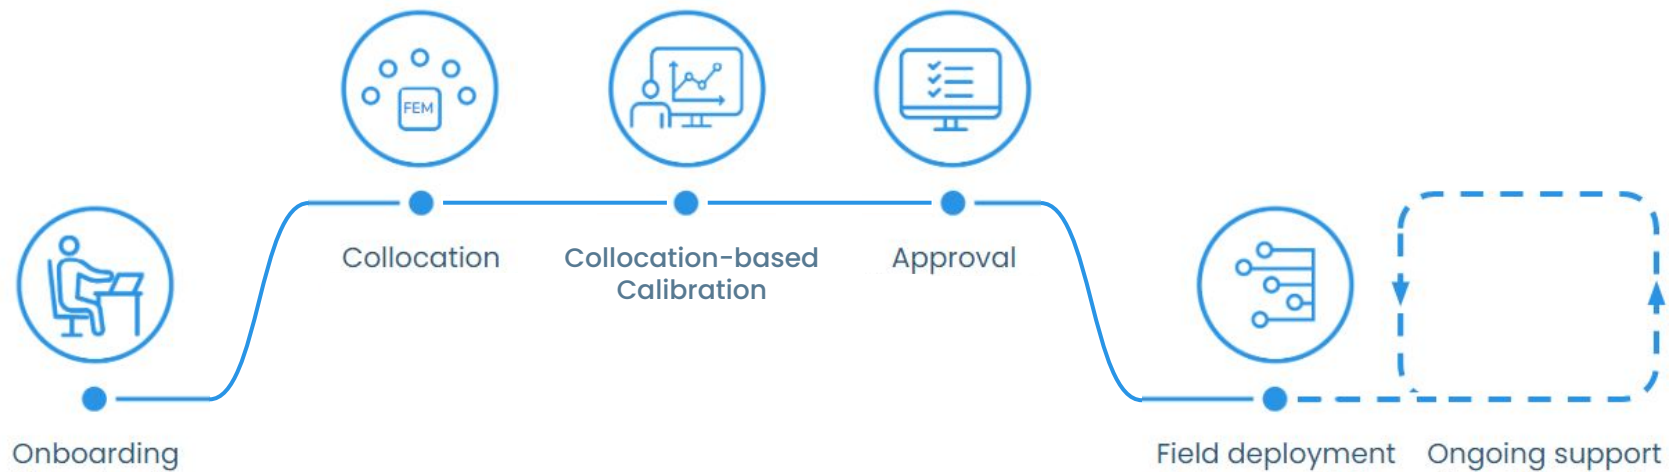 FEM
Collocation
Collocation-based
Calibration
Approval
Onboarding
Field deployment
Ongoing support